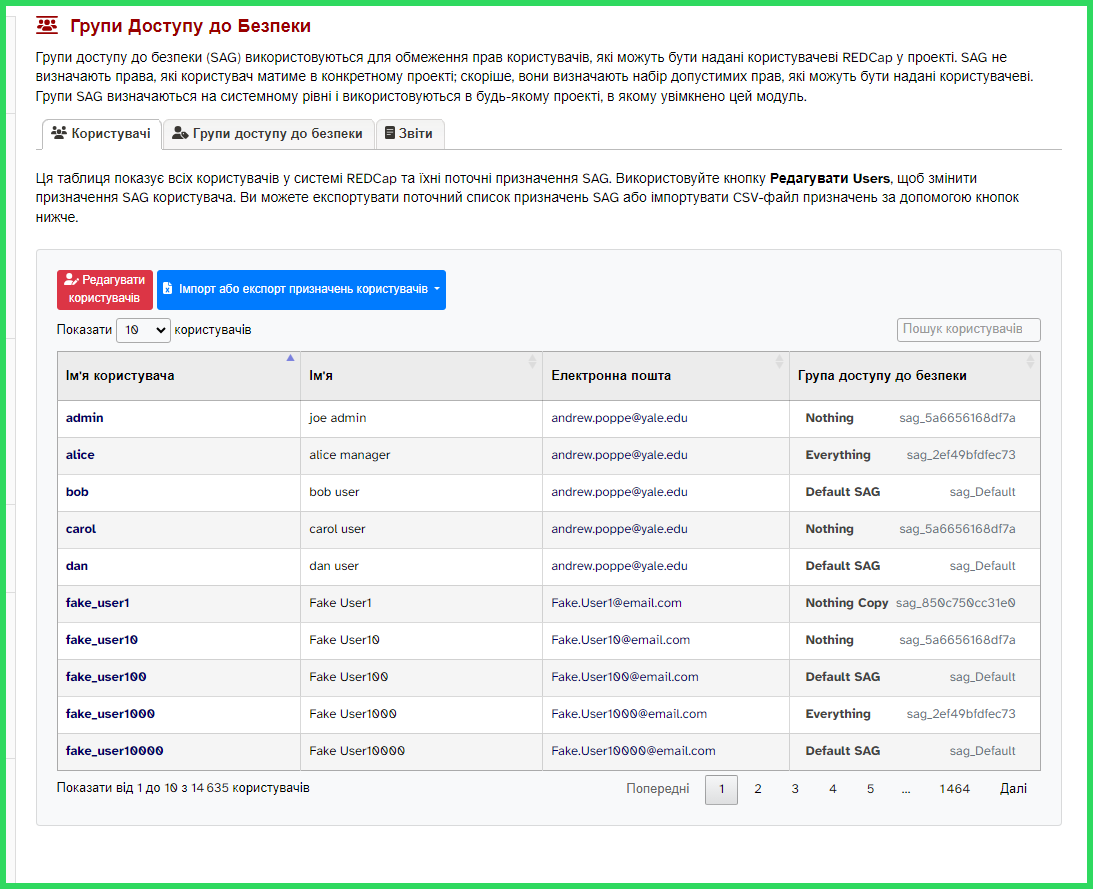 Групи Доступу до Безпеки
Групи доступу до безпеки (SAG) використовуються для обмеження прав користувачів, які можуть бути надані користувачеві REDCap у проекті. SAG не
визначають права, які користувач матиме в конкретному проекті; скоріше, вони визначають набір допустимих прав, які можуть бути надані користувачеві.
Групи SAG визначаються на системному рівні і використовуються в будь-якому проекті, в якому увімкнено цей модуль.
Користувачі Групи доступу до безпеки Звіти
Ця таблиця показує всіх користувачів у системі REDCap та їхні поточні призначення SAG. Використовуйте кнопку Редагувати Users, щоб змінити
призначення SAG користувача. Ви можете експортувати поточний список призначень SAG або імпортувати CSV-файл призначень за допомогою кнопок
нижче.
Редагувати
користувачів
Імпорт або експорт призначень користувачів
Показати 10 користувачів Пошук користувачів
Ім'я користувача Ім'я Електронна пошта Група доступу до безпеки
admin joe admin andrew.poppe@yale.edu Nothing sag_5a6656168df7a
alice alice manager andrew.poppe@yale.edu Everything sag_2ef49bfdfec73
bob bob user andrew.poppe@yale.edu Default SAG sag_Default
carol carol user andrew.poppe@yale.edu Nothing sag_5a6656168df7a
dan dan user andrew.poppe@yale.edu Default SAG sag_Default
fake_user1 Fake User1 Fake.User1@email.com Nothing Copy sag_850c750cc31e0
fake_user10 Fake User10 Fake.User10@email.com Nothing sag_5a6656168df7a
fake_user100 Fake User100 Fake.User100@email.com Default SAG sag_Default
fake_user1000 Fake User1000 Fake.User1000@email.com Everything sag_2ef49bfdfec73
fake_user10000 Fake User10000 Fake.User10000@email.com Default SAG sag_Default
Показати від 1 до 10 з 14 635 користувачів Попередні 1 2 3 4 5 ... 1464 Далі